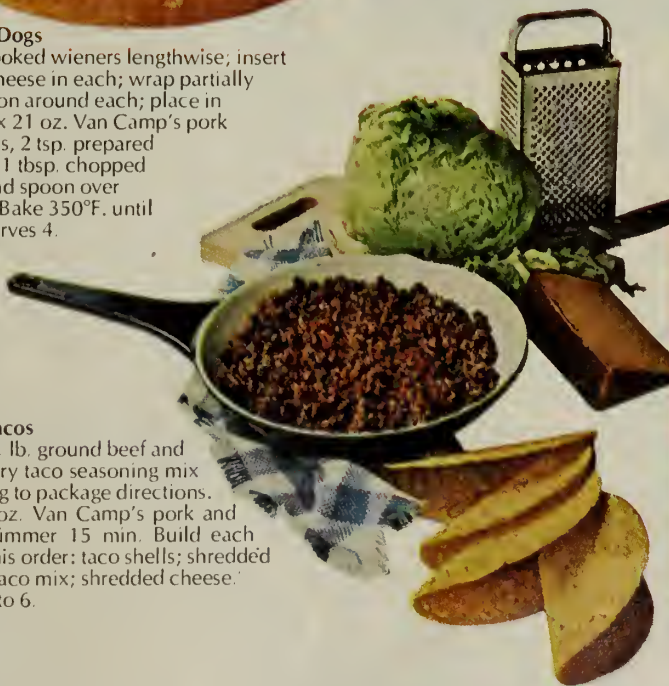 Dogs
ooked wieners lengthwise; insert
heese in each; wrap partially
on around each; place in
x 21 oz. Van Camp's pork
s, 2 tsp. prepared
1 tbsp. chopped
nd spoon over
Bake 350°F. until
rves 4.
acos
lb. ground beef and
ry taco seasoning mix
g to package directions.
oz. Van Camp's pork and
immer 15 min. Build each
his order: taco shells; shredded
aco mix; shredded cheese.
to 6.